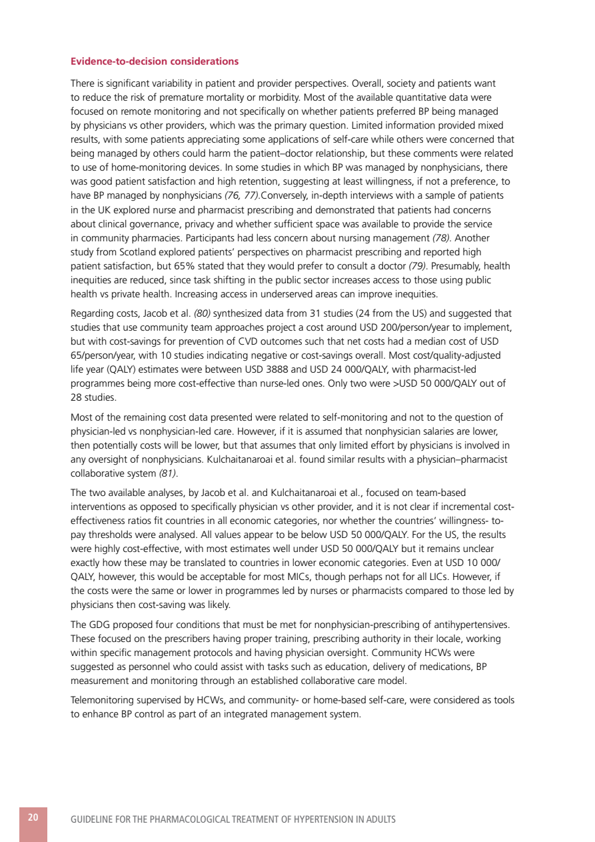 Evidence-to-decision considerations
There is significant variability in patient and provider perspectives. Overall, society and patients want
to reduce the risk of premature mortality or morbidity. Most of the available quantitative data were
focused on remote monitoring and not specifically on whether patients preferred BP being managed
by physicians vs other providers, which was the primary question. Limited information provided mixed
results, with some patients appreciating some applications of self-care while others were concerned that
being managed by others could harm the patient–doctor relationship, but these comments were related
to use of home-monitoring devices. In some studies in which BP was managed by nonphysicians, there
was good patient satisfaction and high retention, suggesting at least willingness, if not a preference, to
have BP managed by nonphysicians (76, 77).Conversely, in-depth interviews with a sample of patients
in the UK explored nurse and pharmacist prescribing and demonstrated that patients had concerns
about clinical governance, privacy and whether sufficient space was available to provide the service
in community pharmacies. Participants had less concern about nursing management (78). Another
study from Scotland explored patients’ perspectives on pharmacist prescribing and reported high
patient satisfaction, but 65% stated that they would prefer to consult a doctor (79). Presumably, health
inequities are reduced, since task shifting in the public sector increases access to those using public
health vs private health. Increasing access in underserved areas can improve inequities.
Regarding costs, Jacob et al. (80) synthesized data from 31 studies (24 from the US) and suggested that
studies that use community team approaches project a cost around USD 200/person/year to implement,
but with cost-savings for prevention of CVD outcomes such that net costs had a median cost of USD
65/person/year, with 10 studies indicating negative or cost-savings overall. Most cost/quality-adjusted
life year (QALY) estimates were between USD 3888 and USD 24 000/QALY, with pharmacist-led
programmes being more cost-effective than nurse-led ones. Only two were >USD 50 000/QALY out of
28 studies.
Most of the remaining cost data presented were related to self-monitoring and not to the question of
physician-led vs nonphysician-led care. However, if it is assumed that nonphysician salaries are lower,
then potentially costs will be lower, but that assumes that only limited effort by physicians is involved in
any oversight of nonphysicians. Kulchaitanaroai et al. found similar results with a physician–pharmacist
collaborative system (81).
The two available analyses, by Jacob et al. and Kulchaitanaroai et al., focused on team-based
interventions as opposed to specifically physician vs other provider, and it is not clear if incremental cost-
effectiveness ratios fit countries in all economic categories, nor whether the countries’ willingness- to-
pay thresholds were analysed. All values appear to be below USD 50 000/QALY. For the US, the results
were highly cost-effective, with most estimates well under USD 50 000/QALY but it remains unclear
exactly how these may be translated to countries in lower economic categories. Even at USD 10 000/
QALY, however, this would be acceptable for most MICs, though perhaps not for all LICs. However, if
the costs were the same or lower in programmes led by nurses or pharmacists compared to those led by
physicians then cost-saving was likely.
The GDG proposed four conditions that must be met for nonphysician-prescribing of antihypertensives.
These focused on the prescribers having proper training, prescribing authority in their locale, working
within specific management protocols and having physician oversight. Community HCWs were
suggested as personnel who could assist with tasks such as education, delivery of medications, BP
measurement and monitoring through an established collaborative care model.
Telemonitoring supervised by HCWs, and community- or home-based self-care, were considered as tools
to enhance BP control as part of an integrated management system.
20 GUIDELINE FOR THE PHARMACOLOGICAL TREATMENT OF HYPERTENSION IN ADULTS